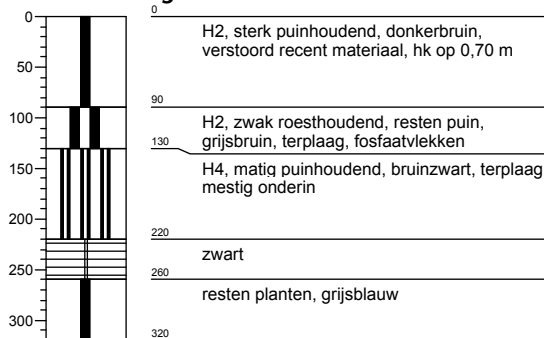 0
0
H2, sterk puinhoudend, donkerbruin,
verstoord recent materiaal, hk op 0,70 m
50
90
100
H2, zwak roesthoudend, resten puin,
grijsbruin, terplaag, fosfaatvlekken
130
150
H4, matig puinhoudend, bruinzwart, terplaag
mestig onderin
200
220
zwart
250
260
resten planten, grijsblauw
300
320